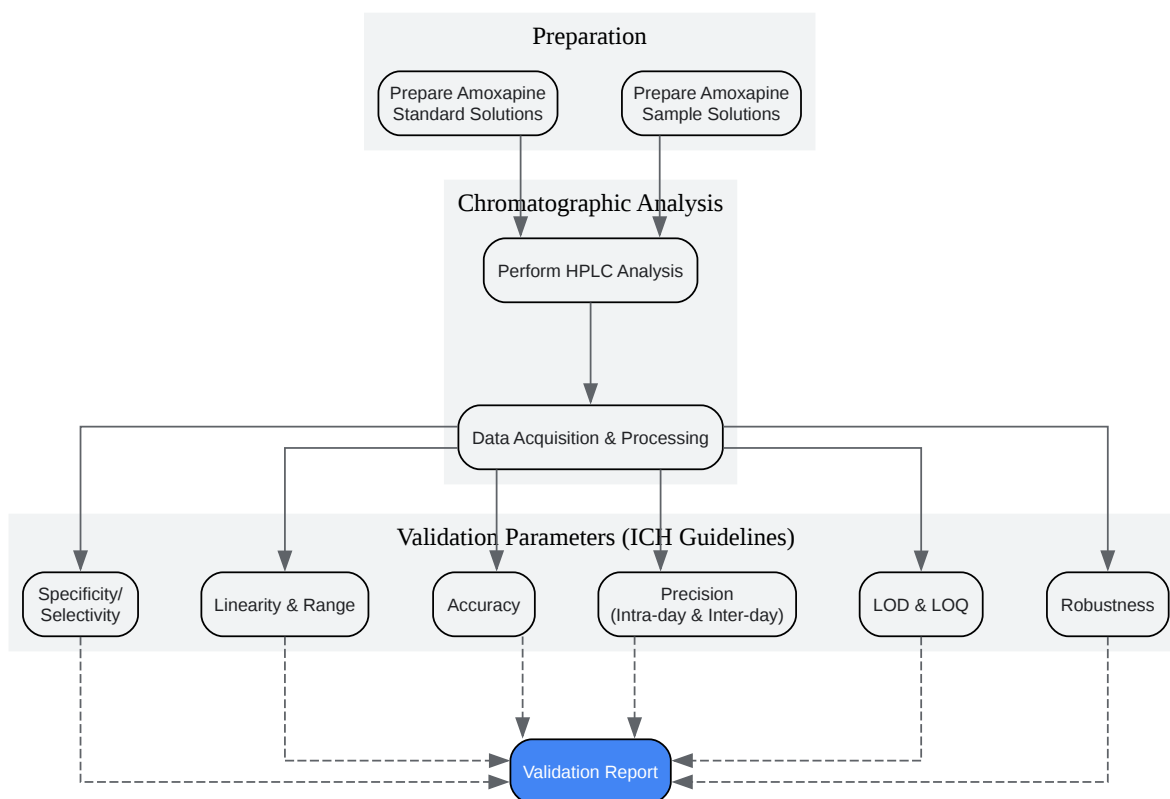 Preparation
Prepare Amoxapine
Standard Solutions
Prepare Amoxapine
Sample Solutions
Chromatographic Analysis
Perform HPLC Analysis
Data Acquisition & Processing
Validation Parameters (ICH Guidelines)
Specificity/
Selectivity
Linearity & Range
Accuracy
Precision
(Intra-day & Inter-day)
LOD & LOQ
Robustness
Validation Report